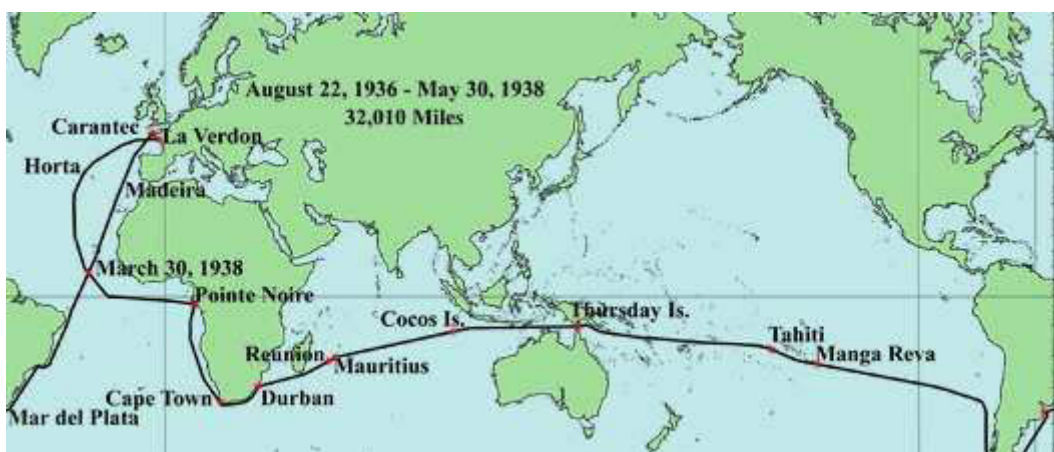 August 22, 1936 - May 30, 1938
32,010 Miles
Carantec
La Verdon
Horta
Madeira
March 30, 1938
Pointe Noire
Cocos Is.
Thursday Is.
Tahiti
Reunion
Mauritius
Manga Reva
Cape Town
Durban
Mar del Plata